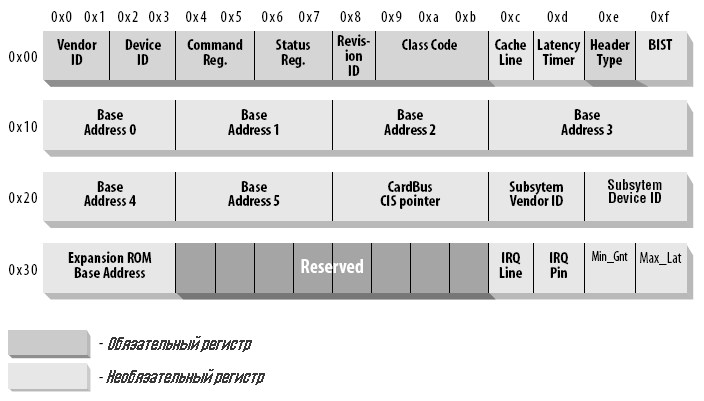 0x0 0x1 0x2 0x3 0x4 0x5 0x6 0x7 0x8 0x9 0xa 0xb 0xc 0xd 0xe 0xf
0x00
Vendor ID
Device ID
Command Reg.
Status Reg.
Revis-
ion
ID
Class Code
Cache Line
Latency Timer
Header Type
BIST
0x10
Base
Address 0
Base
Address 1
Base
Address 2
Base
Address 3
0x20
Base
Address 4
Base
Address 5
CardBus
CIS pointer
Subsytem
Vendor ID
Subsytem
Device ID
0x30
Expansion ROM
Base Address
Reserved
IRQ
Line
IRQ
Pin
Min_Gnt
Max_Lat
- Обязательный регистр
- Необязательный регистр